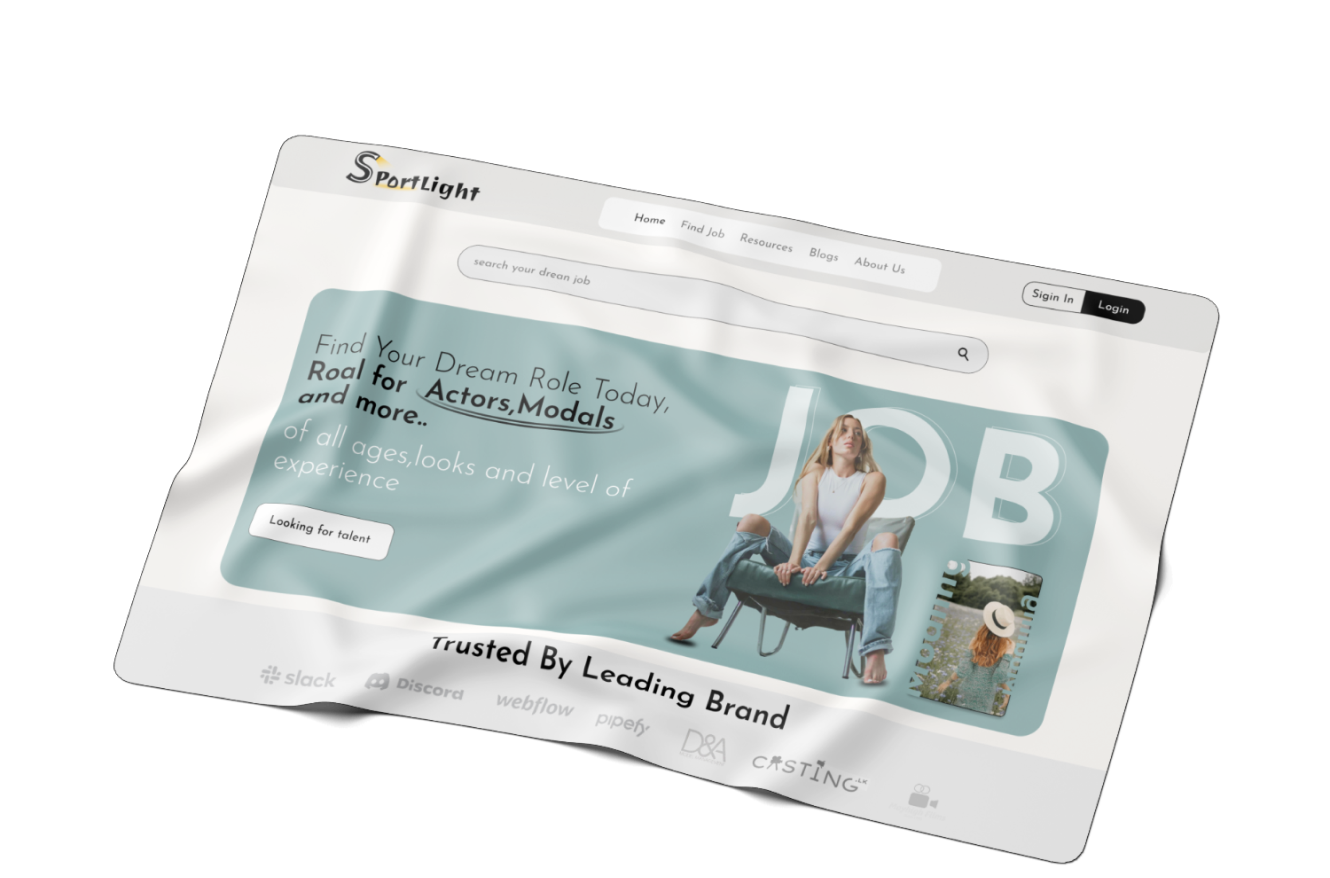 SPortLight
Home Find Job Resources Blogs About Us
Sigin In Login
search your drean job
Find Your Dream Role Today,
Roal for Actors,Modals
and more..
of all ages,looks and level of
experience
Looking for talent
JOB
Trusted By Leading Brand
slack Discord webflow pipefy D&A CASTING